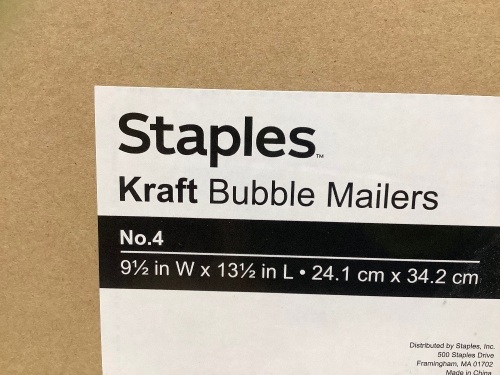 Staples™
Kraft Bubble Mailers
No.4
9½ in W x 13½ in L • 24.1 cm x 34.2 cm
Distributed by Staples, Inc.
500 Staples Drive
Framingham, MA 01702
Made in China